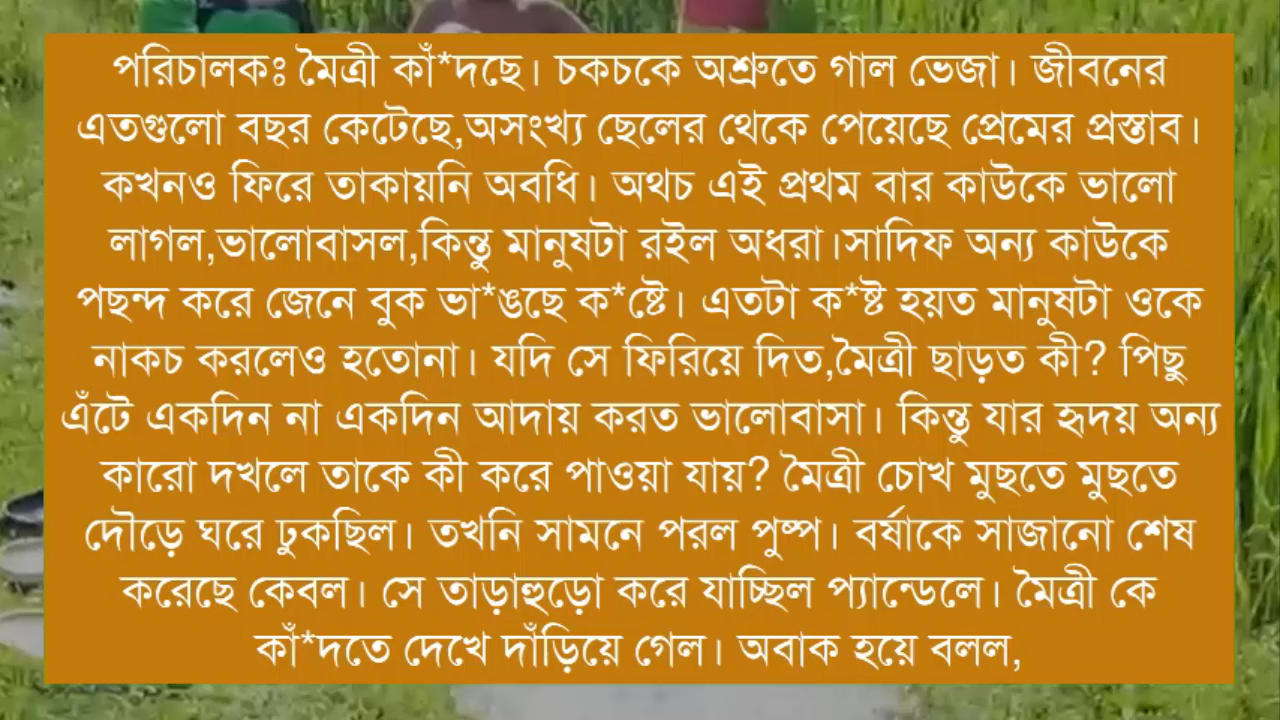 পরিচালকঃ মৈত্রী কাঁ*দছে। চকচকে অশ্রুতে গাল ভেজা। জীবনের
এতগুলো বছর কেটেছে,অসংখ্য ছেলের থেকে পেয়েছে প্রেমের প্রস্তাব।
কখনও ফিরে তাকায়নি অবধি। অথচ এই প্রথম বার কাউকে ভালো
লাগল,ভালোবাসল,কিন্তু মানুষটা রইল অধরা।সাদিফ অন্য কাউকে
পছন্দ করে জেনে বুক ভা*ঙছে ক*ষ্টে। এতটা ক*ষ্ট হয়ত মানুষটা ওকে
নাকচ করলেও হতোনা। যদি সে ফিরিয়ে দিত,মৈত্রী ছাড়ত কী? পিছু
এঁটে একদিন না একদিন আদায় করত ভালোবাসা। কিন্তু যার হৃদয় অন্য
কারো দখলে তাকে কী করে পাওয়া যায়? মৈত্রী চোখ মুছতে মুছতে
দৌড়ে ঘরে ঢুকছিল। তখনি সামনে পরল পুষ্প। বর্ষাকে সাজানো শেষ
করেছে কেবল। সে তাড়াহুড়ো করে যাচ্ছিল প্যান্ডেলে। মৈত্রী কে
কাঁ*দতে দেখে দাঁড়িয়ে গেল। অবাক হয়ে বলল,